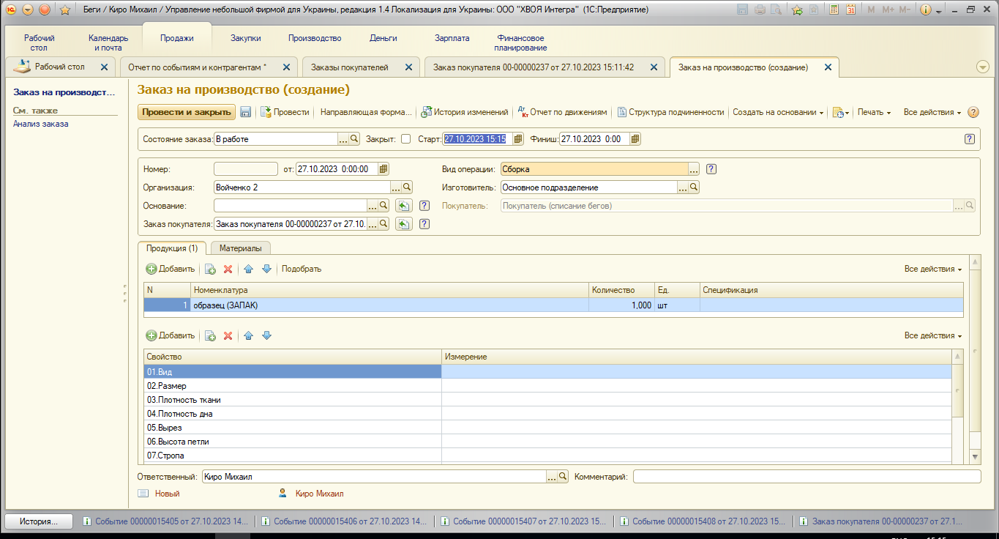 Беги / Киро Михаил / Управление небольшой фирмой для Украины, редакция 1.4 Локализация для Украины: ООО "ХВОЯ Интегра" (1С:Предприятие)
M M+ M-
Рабочий стол
Календарь и почта
Продажи
Закупки
Производство
Деньги
Зарплата
Финансовое планирование
Рабочий стол
Отчет по событиям и контрагентам *
Заказы покупателей
Заказ покупателя 00-00000237 от 27.10.2023 15:11:42
Заказ на производство (создание)
Заказ на производст...
См. также
Анализ заказа
Заказ на производство (создание)
Провести и закрыть
Провести
Направляющая форма...
История изменений
Отчет по движениям
Структура подчиненности
Создать на основании
Печать
Все действия
Состояние заказа: В работе
Закрыт:
Старт: 27.10.2023 15:15
Финиш: 27.10.2023 0:00
Номер:
от: 27.10.2023 0:00:00
Вид операции: Сборка
Организация: Войченко 2
Изготовитель: Основное подразделение
Основание:
Покупатель: Покупатель (списание бегов)
Заказ покупателя: Заказ покупателя 00-00000237 от 27.10.
Продукция (1)
Материалы
Добавить
Подобрать
Все действия
N Номенклатура Количество Ед. Спецификация
1 образец (ЗАПАК) 1,000 шт
Добавить
Все действия
Свойство Измерение
01.Вид
02.Размер
03.Плотность ткани
04.Плотность дна
05.Вырез
06.Высота петли
07.Стропа
Ответственный: Киро Михаил
Комментарий:
Новый
Киро Михаил
История...
Событие 00000015405 от 27.10.2023 14...
Событие 00000015406 от 27.10.2023 14...
Событие 00000015407 от 27.10.2023 15...
Событие 00000015408 от 27.10.2023 15...
Заказ покупателя 00-00000237 от 27.1...